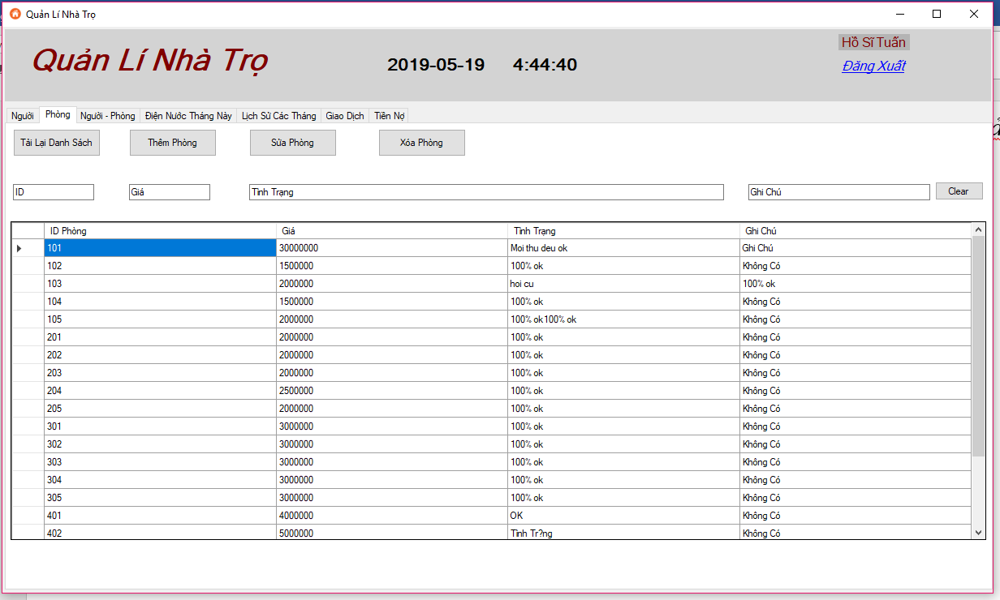 Quản Lí Nhà Trọ
Quản Lí Nhà Trọ
2019-05-19 4:44:40
Hồ Sĩ Tuấn
Đăng Xuất
Người Phòng Người - Phòng Điện Nước Tháng Này Lịch Sử Các Tháng Giao Dịch Tiền Nợ
Tải Lại Danh Sách Thêm Phòng Sửa Phòng Xóa Phòng
ID Giá Tình Trạng Ghi Chú Clear
ID Phòng Giá Tình Trạng Ghi Chú
101 30000000 Moi thu deu ok Ghi Chú
102 1500000 100% ok Không Có
103 2000000 hoi cu 100% ok
104 1500000 100% ok Không Có
105 2000000 100% ok100% ok Không Có
201 2000000 100% ok Không Có
202 2000000 100% ok Không Có
203 2000000 100% ok Không Có
204 2500000 100% ok Không Có
205 2000000 100% ok Không Có
301 3000000 100% ok Không Có
302 3000000 100% ok Không Có
303 3000000 100% ok Không Có
304 3000000 100% ok Không Có
305 3000000 100% ok Không Có
401 4000000 OK Không Có
402 5000000 Tình Tr?ng Không Có